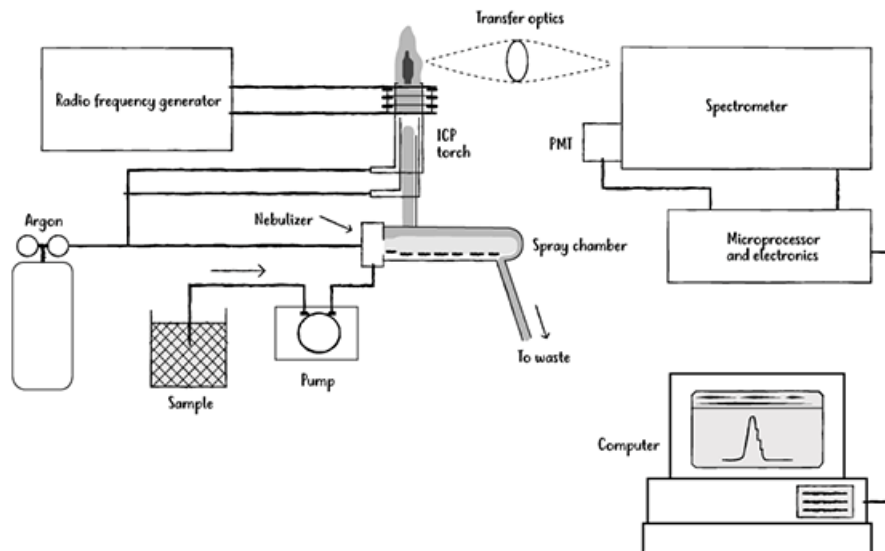 Transfer optics
Radio frequency generator
Spectrometer
ICP
torch
PMT
Argon
Nebulizer
Spray chamber
Microprocessor
and electronics
To waste
Pump
Sample
Computer